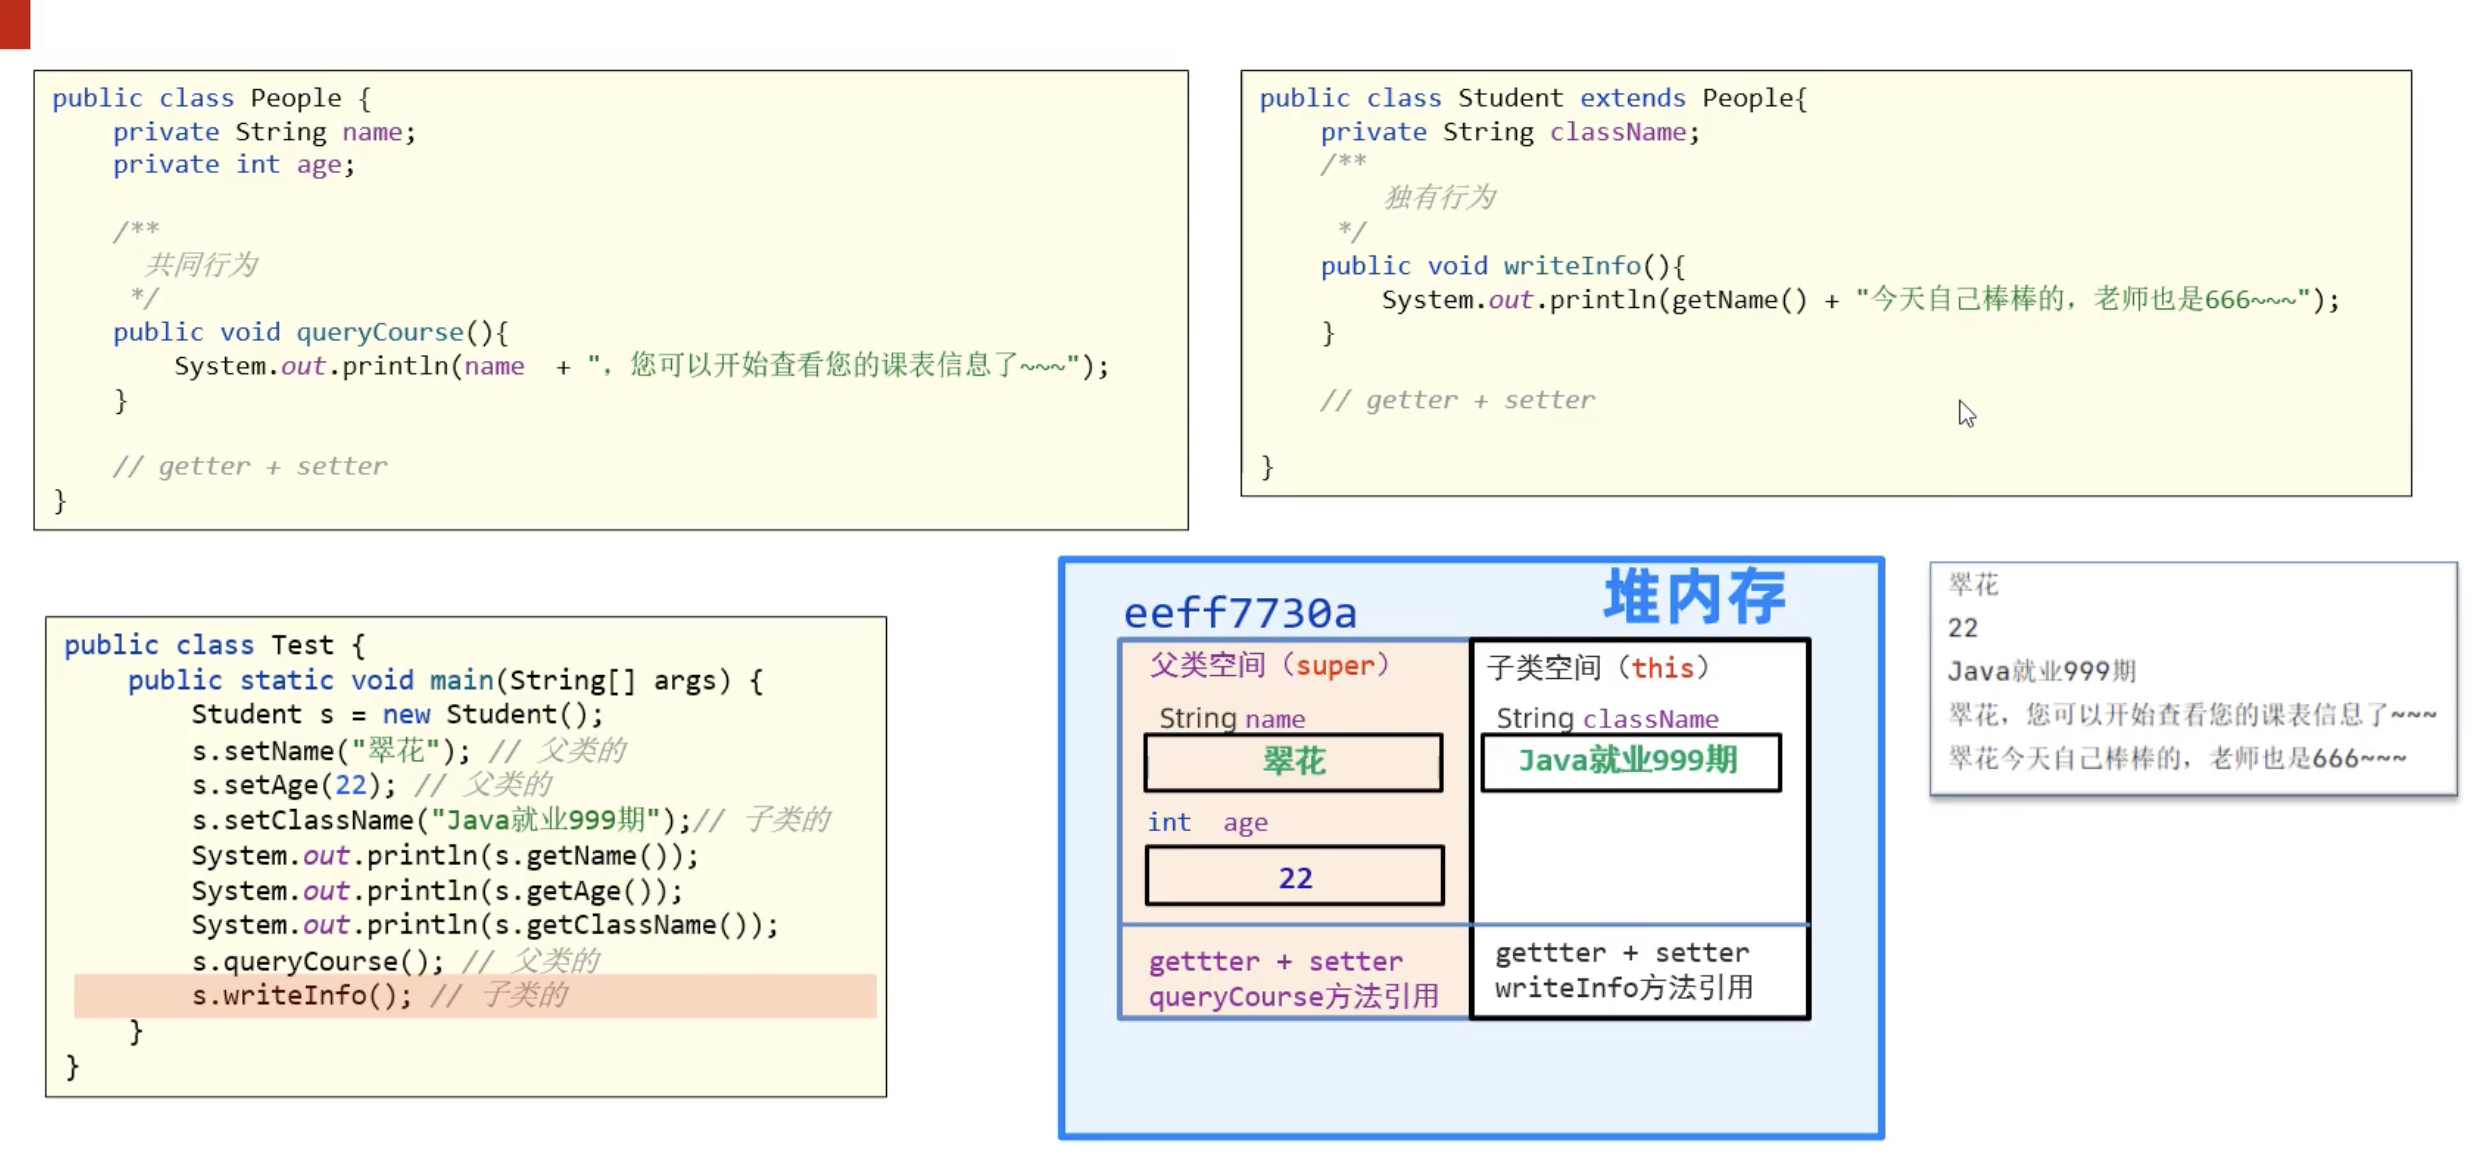 public class People {
    private String name;
    private int age;

    /**
      共同行为
     */
    public void queryCourse(){
        System.out.println(name  + ", 您可以开始查看您的课表信息了~~~");
    }

    // getter + setter
}
public class Student extends People{
    private String className;
    /**
        独有行为
     */
    public void writeInfo(){
        System.out.println(getName() + "今天自己棒棒的, 老师也是666~~~");
    }

    // getter + setter

}
public class Test {
    public static void main(String[] args) {
        Student s = new Student();
        s.setName("翠花"); // 父类的
        s.setAge(22); // 父类的
        s.setClassName("Java就业999期");// 子类的
        System.out.println(s.getName());
        System.out.println(s.getAge());
        System.out.println(s.getClassName());
        s.queryCourse(); // 父类的
        s.writeInfo(); // 子类的
    }
}
堆内存
eeff7730a
父类空间（super）
String name
翠花
int  age
22
gettter + setter
queryCourse方法引用
子类空间（this）
String className
Java就业999期
gettter + setter
writeInfo方法引用
翠花
22
Java就业999期
翠花, 您可以开始查看您的课表信息了~~~
翠花今天自己棒棒的, 老师也是666~~~